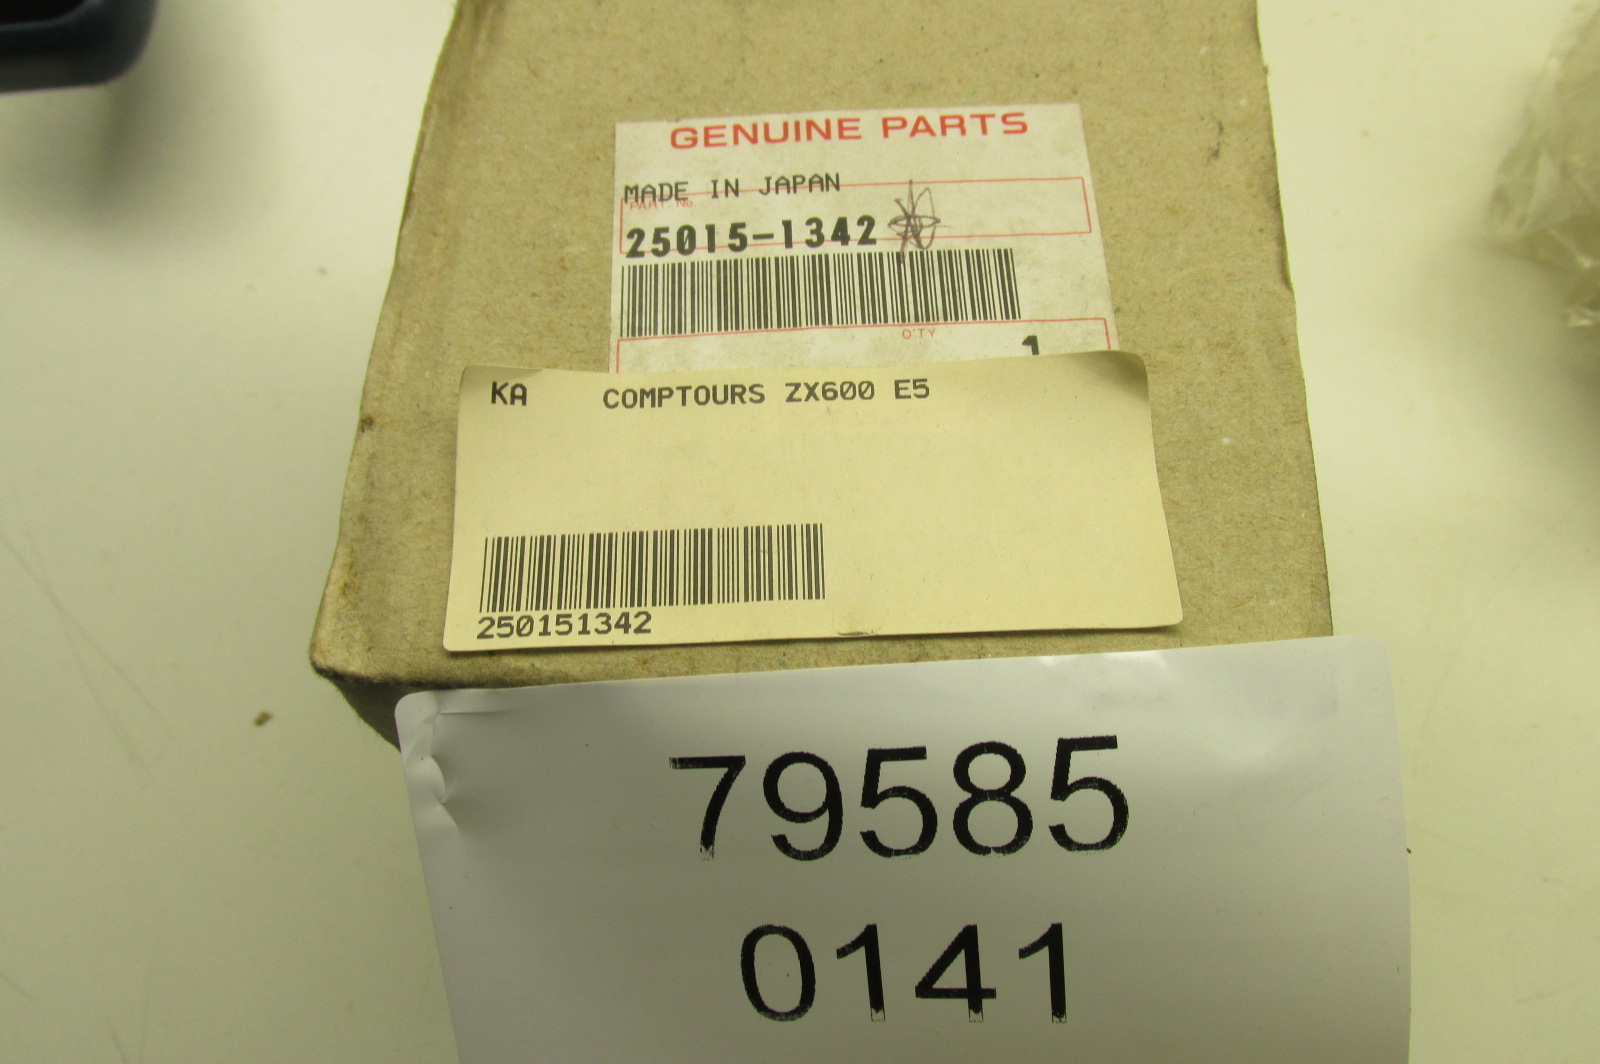 GENUINE PARTS
MADE IN JAPAN
PART No.
25015-1342
Q'TY
1
KA COMPTOURS ZX600 E5
250151342
79585
0141